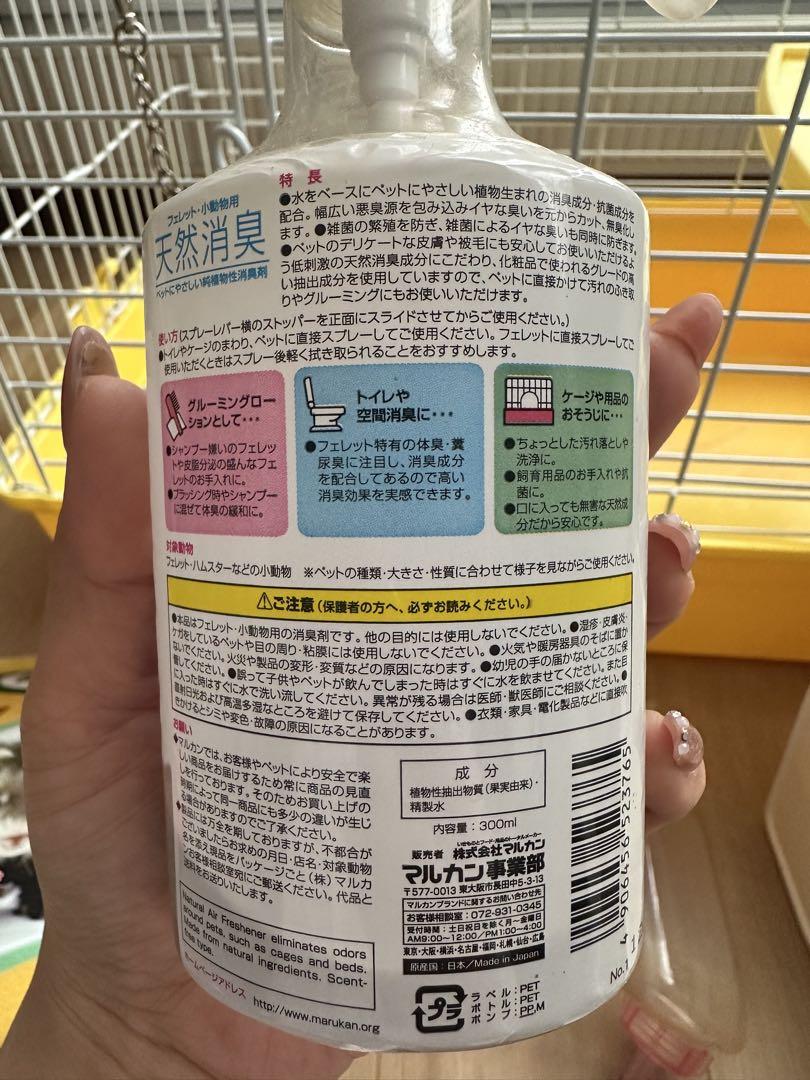 フェレット・小動物用
天然消臭
ペットにやさしい純植物性消臭剤
特長
●水をベースにペットにやさしい植物生まれの消臭成分・抗菌成分を
配合。幅広い悪臭源を包み込みイヤな臭いを元からカット、無臭化し
ます。●雑菌の繁殖を防ぎ、雑菌によるイヤな臭いも同時に防ぎます。
●ペットのデリケートな皮膚や被毛にも安心してお使いいただけるよ
う低刺激の天然消臭成分にこだわり、化粧品で使われるグレードの高
い抽出成分を使用していますので、ペットに直接かけて汚れのふき取
りやグルーミングにもお使いいただけます。
使い方(スプレーレバー横のストッパーを正面にスライドさせてからご使用ください。)
●トイレやケージのまわり、ペットに直接スプレーしてご使用ください。フェレットに直接スプレーしてご
使用いただくときはスプレー後軽く拭き取られることをおすすめします。
グルーミングロー
ションとして・・・
●シャンプー嫌いのフェレッ
トや皮脂分泌の盛んなフェ
レットのお手入れに。
●ブラッシング時やシャンプー
に混ぜて体臭の緩和に。
トイレや
空間消臭に・・・
●フェレット特有の体臭・糞
尿臭に注目し、消臭成分
を配合してあるので高い
消臭効果を実感できます。
ケージや用品の
おそうじに・・・
●ちょっとした汚れ落としや
洗浄に。
●飼育用品のお手入れや抗
菌に。
●口に入っても無害な天然成
分だから安心です。
対象動物
フェレット・ハムスターなどの小動物 ※ペットの種類・大きさ・性質に合わせて様子を見ながらご使用ください。
⚠ご注意(保護者の方へ、必ずお読みください。)
●本品はフェレット・小動物用の消臭剤です。他の目的には使用しないでください。●湿疹・皮膚炎・
ケガをしているペットや目の周り・粘膜には使用しないでください。●火気や暖房器具のそばに置か
ないでください。火災や製品の変形・変質などの原因になります。●幼児の手の届かないところに保
管してください。●誤って子供やペットが飲んでしまった時はすぐに水を飲ませてください。また目
に入った時はすぐに水で洗い流してください。異常が残る場合は医師・獣医師にご相談ください。●
直射日光および高温多湿なところを避けて保存してください。●衣類・家具・電化製品などに直接吹
きかけるとシミや変色・故障の原因になることがあります。
お願い
●マルカンでは、お客様やペットにより安全で楽
しい商品をお届けするため常に商品の見直
しを行っております。そのためお買い上げの
時期によって同一商品にも多少の違いが生じ
る場合がありますのでご了承ください。
●製品には万全を期しておりますが、不都合が
ございましたらお求めの月日・店名・対象動物
名を添え現品をパッケージごと(株)マルカ
ンお客様相談室宛にご郵送ください。代品と
送料をお送りいたします。
Natural Air Freshener eliminates odors
around pets, such as cages and beds.
Made from natural ingredients. Scent-
free type.
ホームページアドレス http://www.marukan.org
成分
植物性抽出物質(果実由来)・
精製水
内容量:300ml
いきものとフード・用品のトータルメーカー
販売者 株式会社マルカン
マルカン事業部
〒577-0013 東大阪市長田中5-3-13
マルカンブランドに関するお問い合わせ先
お客様相談室:072-931-0345
受付時間:土日祝日を除く月〜金曜日
AM9:00〜12:00/PM1:00〜4:00
東京・大阪・横浜・名古屋・福岡・札幌・仙台・広島
原産国:日本/Made in Japan
プラ
ラベル:PET
ボトル:PET
ポンプ:PP,M
4 906456 523765
No.1